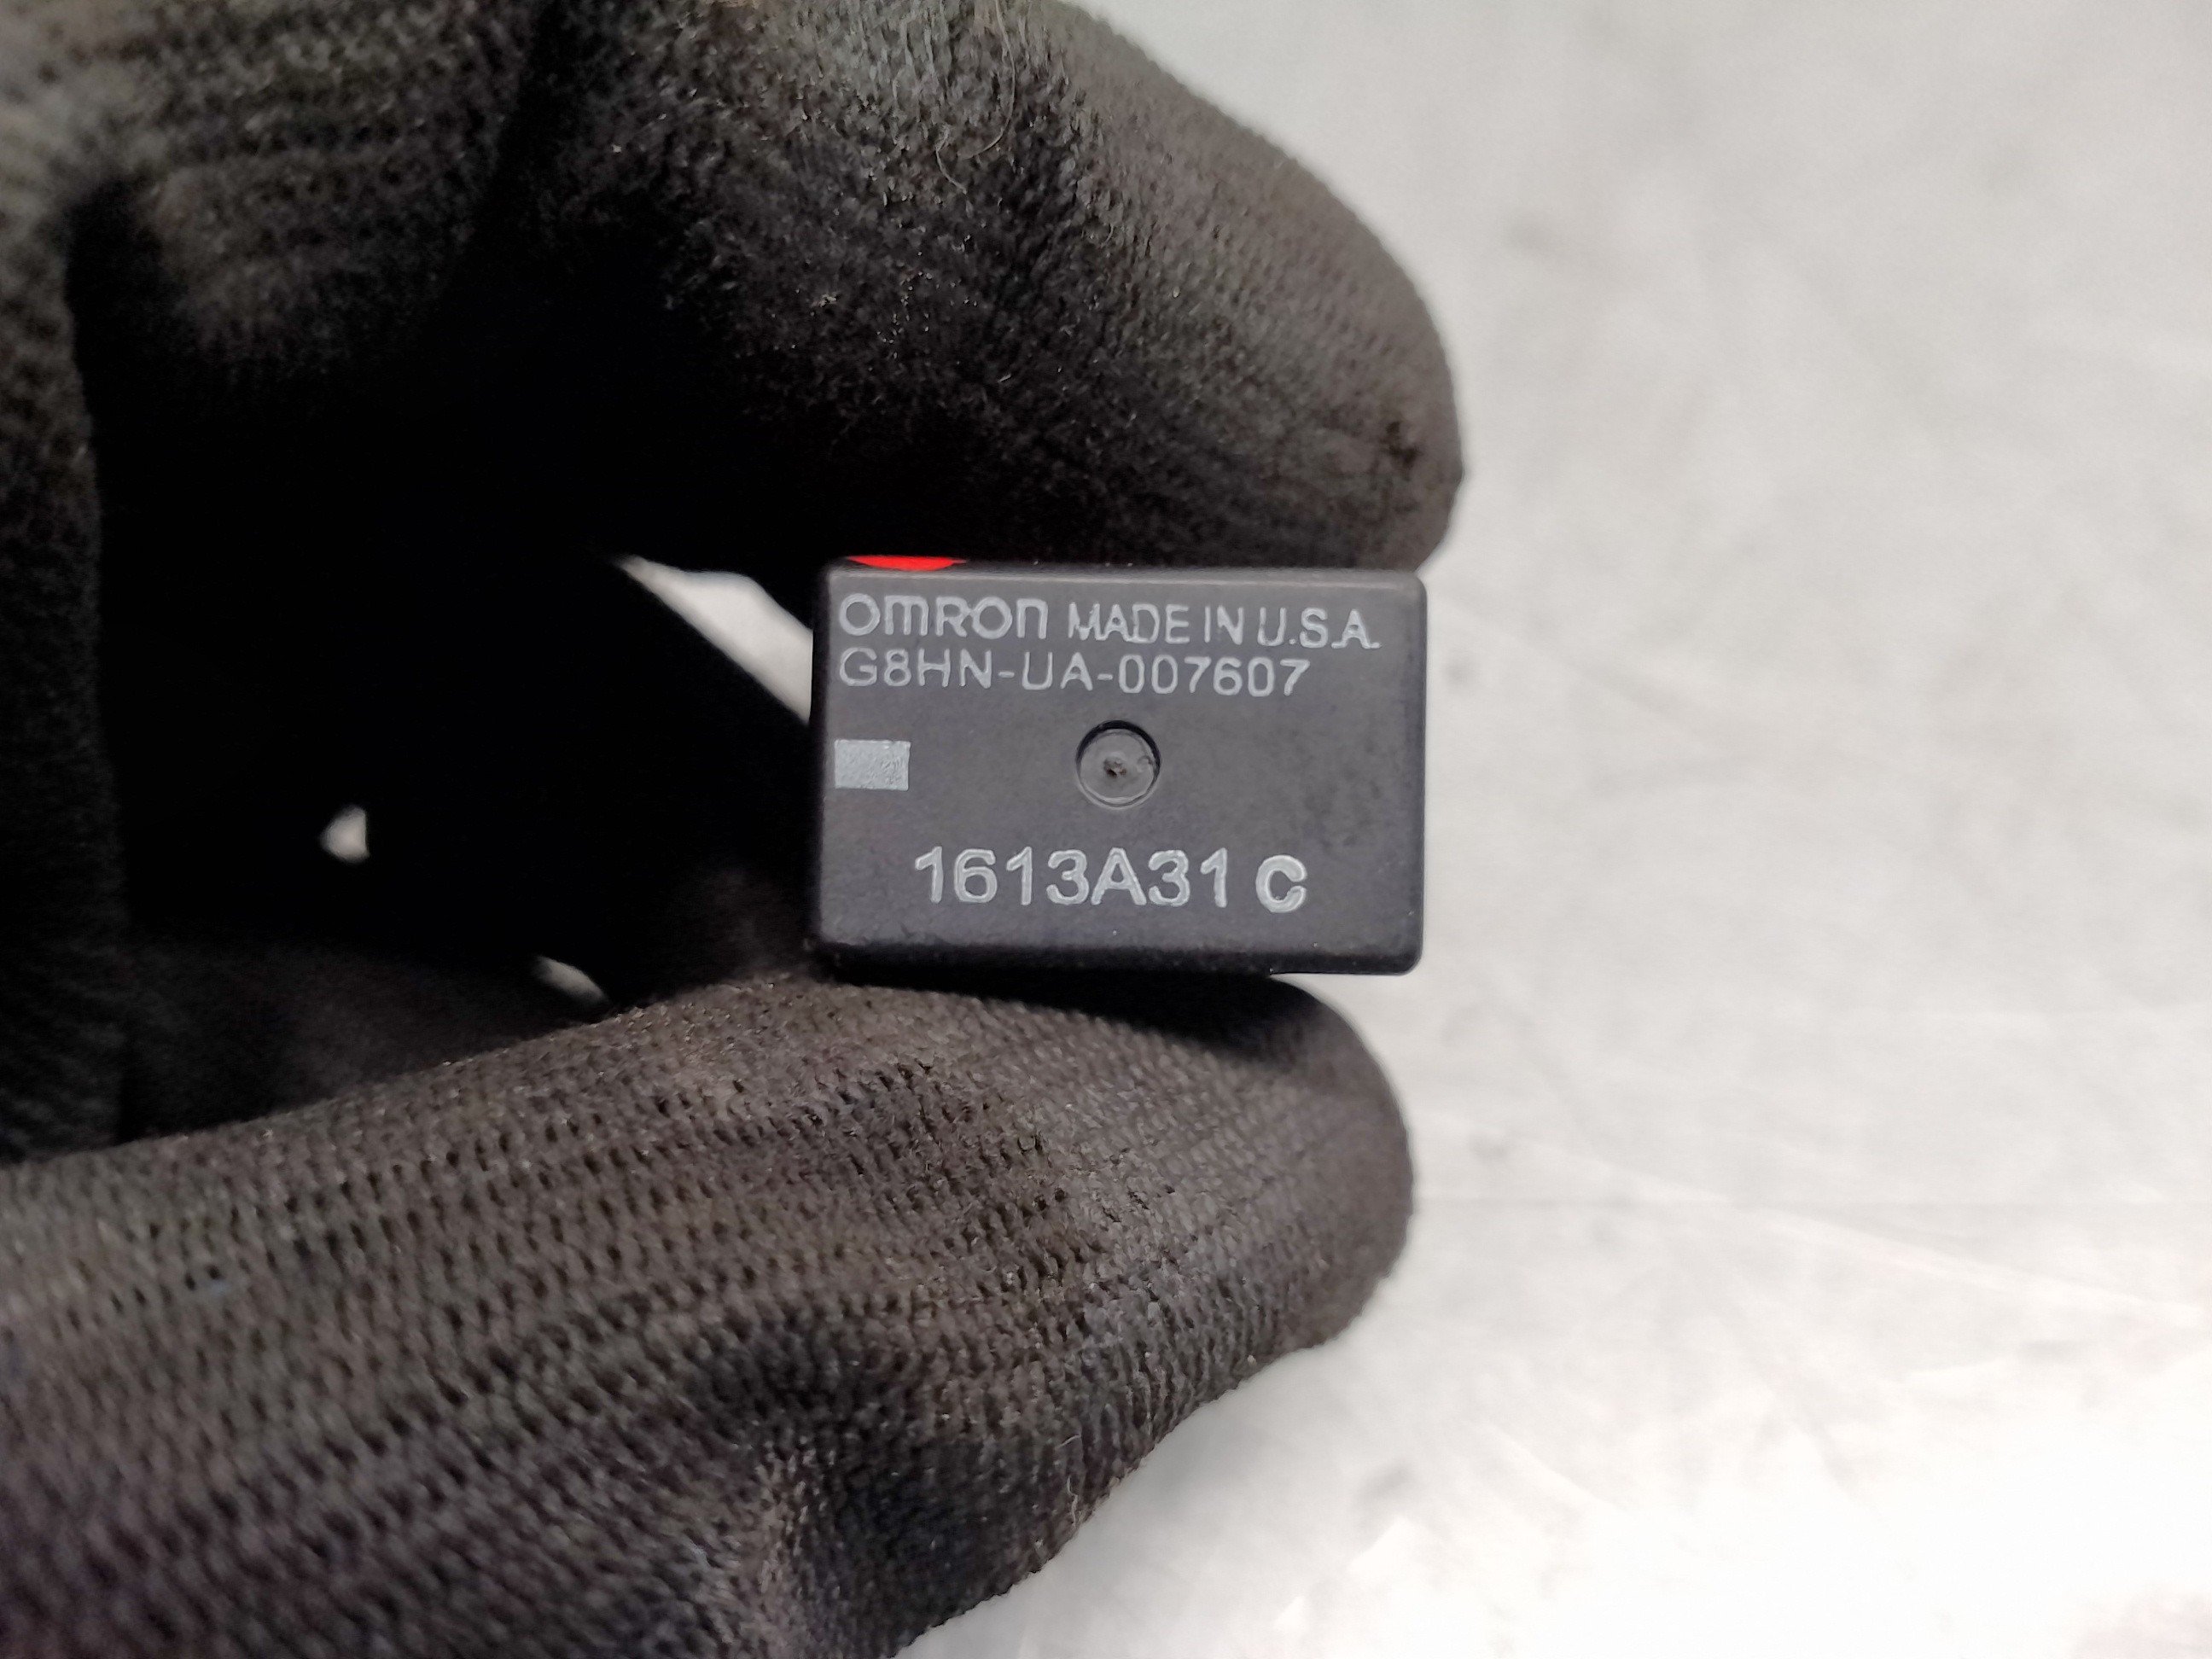 OMRON MADE IN U.S.A.
G8HN-UA-007607
1613A31 C